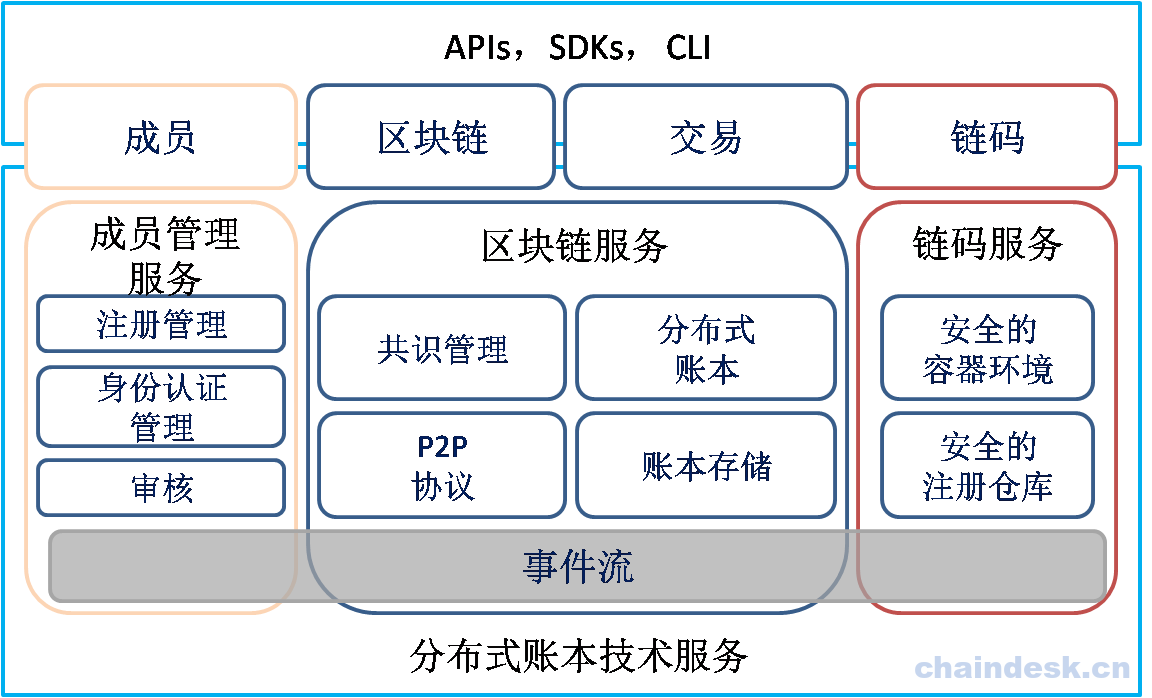 APIs，SDKs， CLI
成员
区块链
交易
链码
成员管理
服务
注册管理
身份认证
管理
审核
区块链服务
共识管理
分布式
账本
P2P
协议
账本存储
链码服务
安全的
容器环境
安全的
注册仓库
事件流
分布式账本技术服务
chaindesk.cn